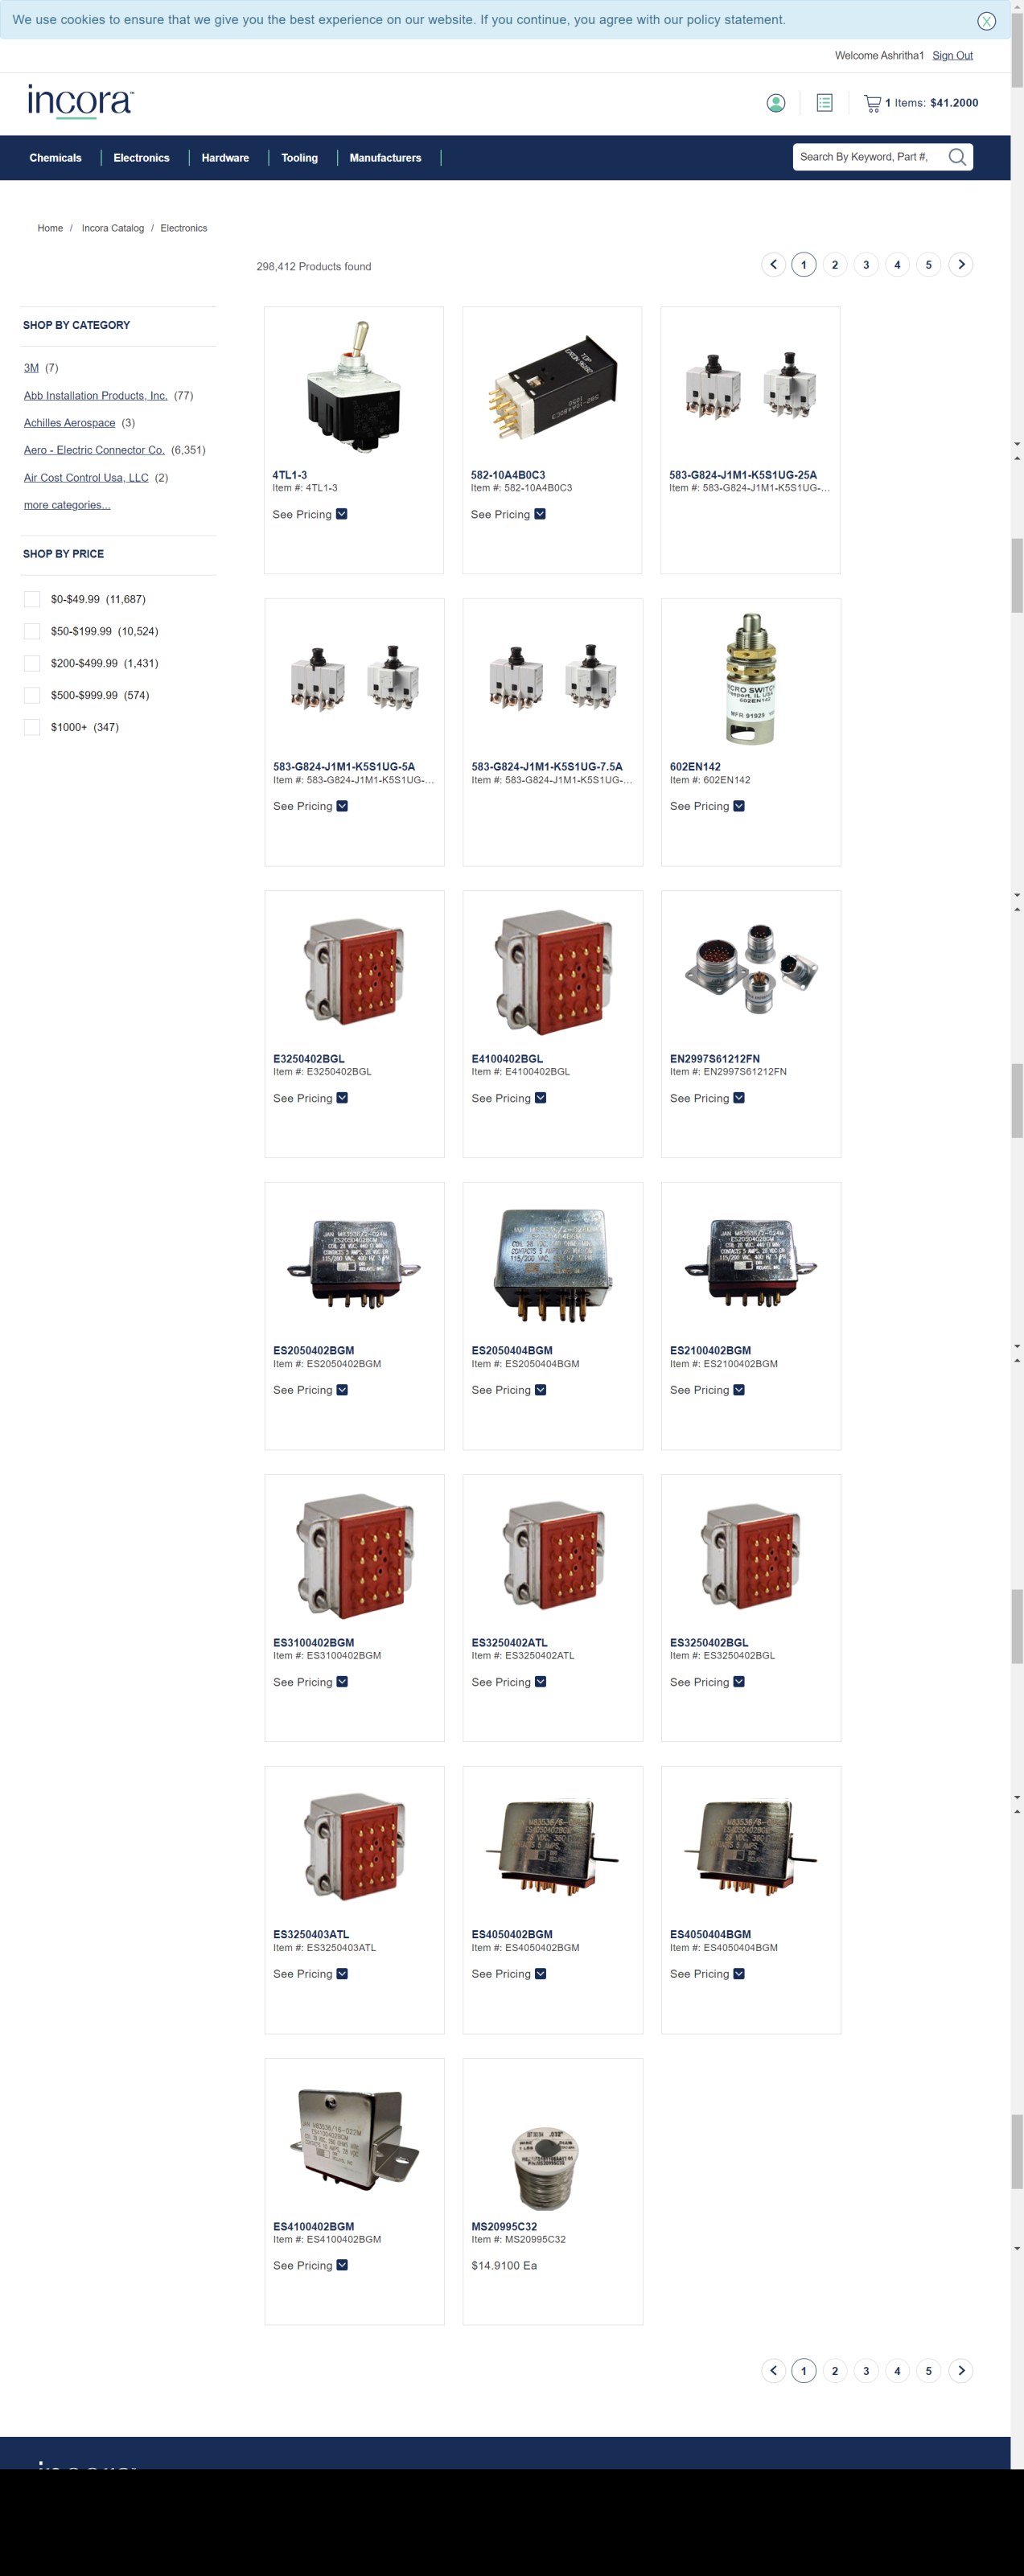 We use cookies to ensure that we give you the best experience on our website. If you continue, you agree with our policy statement.
Welcome Ashritha1 Sign Out
incora
1 Items: $41.2000
Chemicals
Electronics
Hardware
Tooling
Manufacturers
Search By Keyword, Part #,
Home / Incora Catalog / Electronics
298,412 Products found
1 2 3 4 5
SHOP BY CATEGORY
3M (7)
Abb Installation Products, Inc. (77)
Achilles Aerospace (3)
Aero - Electric Connector Co. (6,351)
Air Cost Control Usa, LLC (2)
more categories...
SHOP BY PRICE
$0-$49.99 (11,687)
$50-$199.99 (10,524)
$200-$499.99 (1,431)
$500-$999.99 (574)
$1000+ (347)
4TL1-3
Item #: 4TL1-3
See Pricing
TOP
582-10A4B0C3
582-10A4B0C3
Item #: 582-10A4B0C3
See Pricing
583-G824-J1M1-K5S1UG-25A
Item #: 583-G824-J1M1-K5S1UG-...
583-G824-J1M1-K5S1UG-5A
Item #: 583-G824-J1M1-K5S1UG-...
See Pricing
583-G824-J1M1-K5S1UG-7.5A
Item #: 583-G824-J1M1-K5S1UG-...
602EN142
MFR 91929
602EN142
Item #: 602EN142
See Pricing
E3250402BGL
Item #: E3250402BGL
See Pricing
E4100402BGL
Item #: E4100402BGL
See Pricing
EN2997S61212FN
Item #: EN2997S61212FN
See Pricing
ES2050402BGM
Item #: ES2050402BGM
See Pricing
ES2050404BGM
Item #: ES2050404BGM
See Pricing
ES2100402BGM
Item #: ES2100402BGM
See Pricing
ES3100402BGM
Item #: ES3100402BGM
See Pricing
ES3250402ATL
Item #: ES3250402ATL
See Pricing
ES3250402BGL
Item #: ES3250402BGL
See Pricing
ES3250403ATL
Item #: ES3250403ATL
See Pricing
ES4050402BGM
Item #: ES4050402BGM
See Pricing
ES4050404BGM
Item #: ES4050404BGM
See Pricing
ES4100402BGM
Item #: ES4100402BGM
See Pricing
MS20995C32
Item #: MS20995C32
$14.9100 Ea
1 2 3 4 5